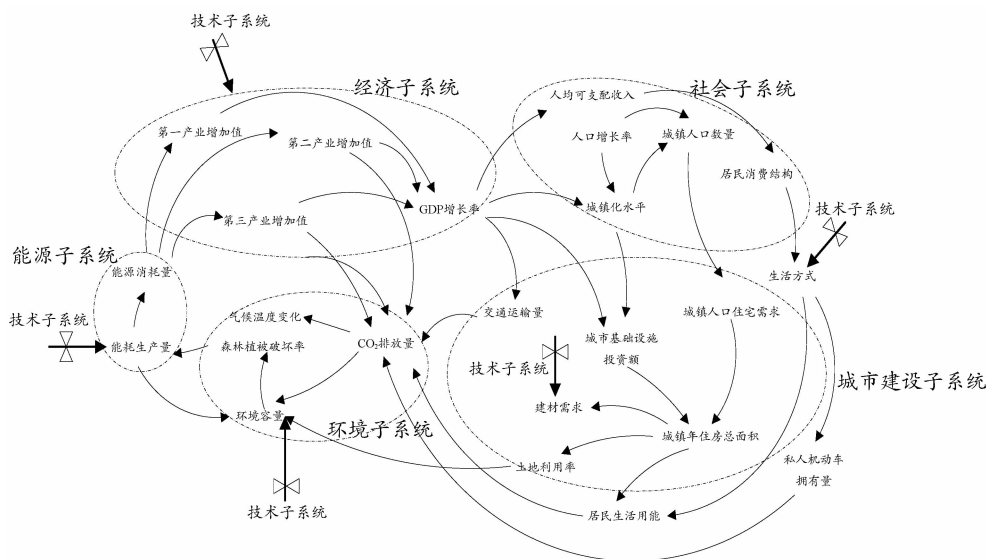 技术子系统
经济子系统
社会子系统
人均可支配收入
第一产业增加值
第二产业增加值
人口增长率
城镇人口数量
居民消费结构
第三产业增加值
GDP增长率
城镇化水平
技术子系统
能源子系统
能源消耗量
生活方式
技术子系统
气候温度变化
交通运输量
城镇人口住宅需求
能耗生产量
森林植被破坏率
CO₂排放量
城市基础设施
投资额
技术子系统
城市建设子系统
建材需求
环境容量
环境子系统
城镇年住房总面积
土地利用率
私人机动车
拥有量
技术子系统
居民生活用能